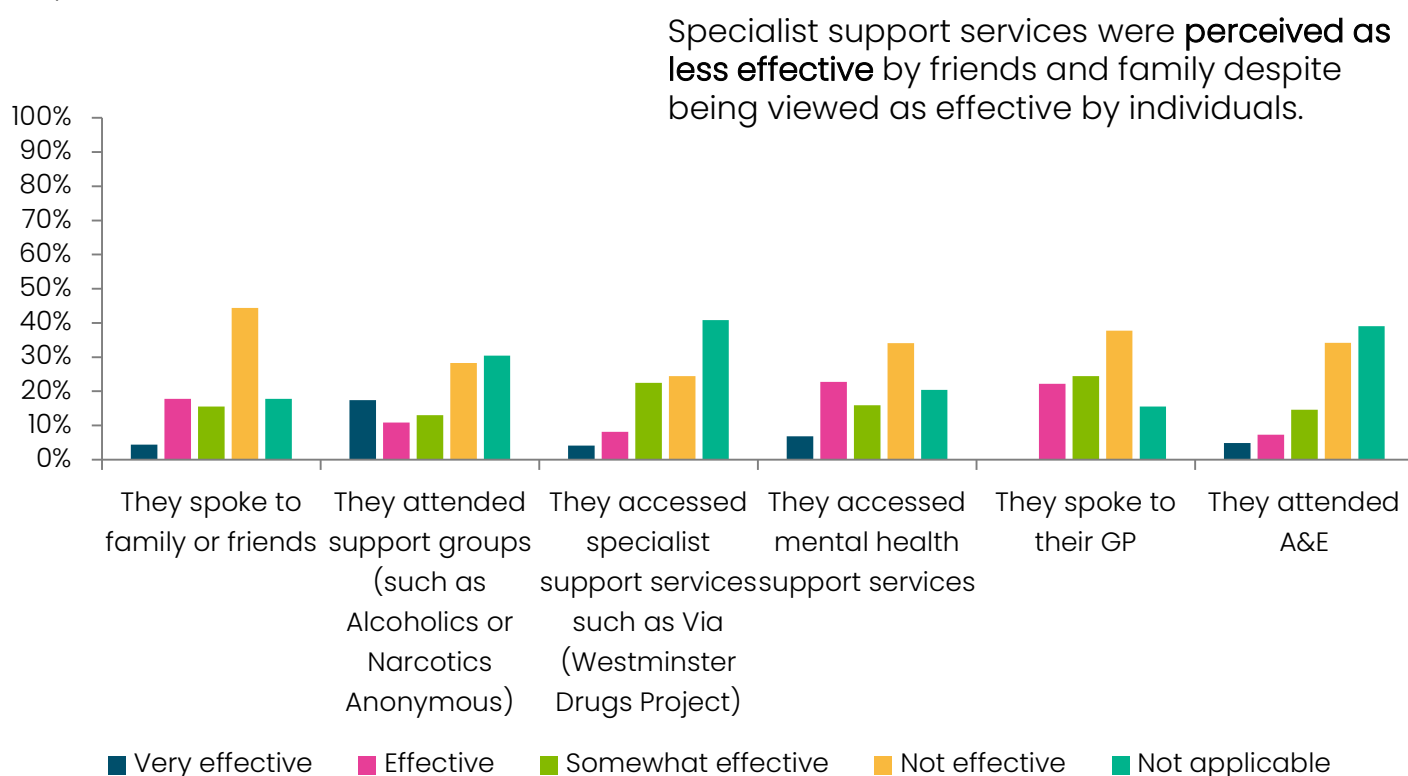 Specialist support services were perceived as
less effective by friends and family despite
being viewed as effective by individuals.
100%
90%
80%
70%
60%
50%
40%
30%
20%
10%
0%
They spoke to
family or friends
They attended
support groups
(such as
Alcoholics or
Narcotics
Anonymous)
They accessed
specialist
support services
such as Via
(Westminster
Drugs Project)
They accessed
mental health
support services
They spoke to
their GP
They attended
A&E
Very effective
Effective
Somewhat effective
Not effective
Not applicable